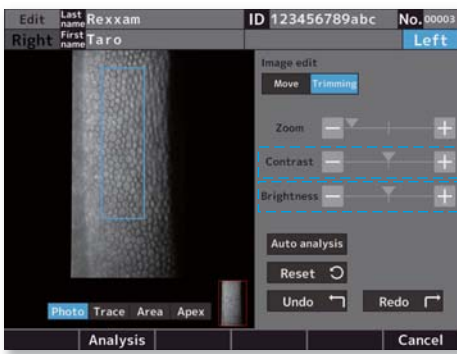 Edit Last name Rexxam ID 123456789abc No. 00003
Right First name Taro Left
Image edit
Move Trimming
Zoom − +
Contrast − +
Brightness − +
Auto analysis
Reset
Undo Redo
Photo Trace Area Apex
Analysis Cancel